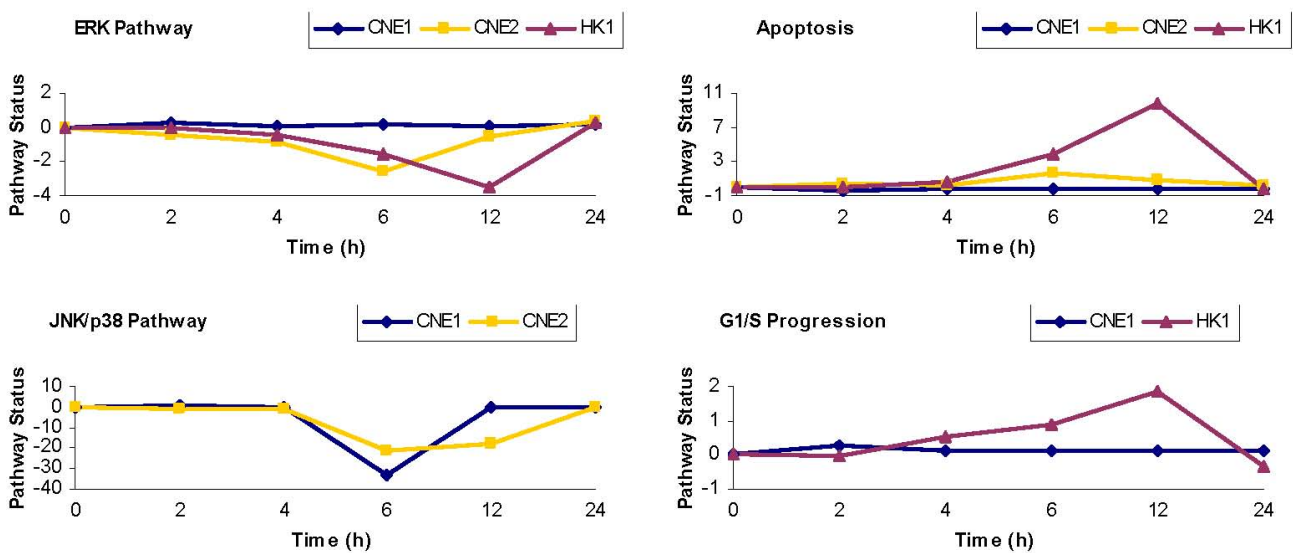 ERK Pathway
CNE1 CNE2 HK1
Pathway Status
2
0
-2
-4
0 2 4 6 12 24
Time (h)
Apoptosis
CNE1 CNE2 HK1
Pathway Status
11
7
3
-1
0 2 4 6 12 24
Time (h)
JNK/p38 Pathway
CNE1 CNE2
Pathway Status
10
0
-10
-20
-30
-40
0 2 4 6 12 24
Time (h)
G1/S Progression
CNE1 HK1
Pathway Status
2
1
0
-1
0 2 4 6 12 24
Time (h)